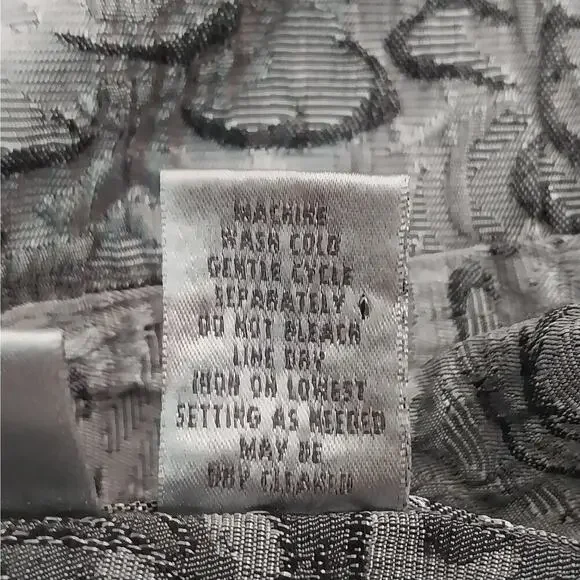 MACHINE
WASH COLD
GENTLE CYCLE
SEPARATELY
DO NOT BLEACH
LINE DRY
IRON ON LOWEST
SETTING AS NEEDED
MAY BE
DRY CLEANED